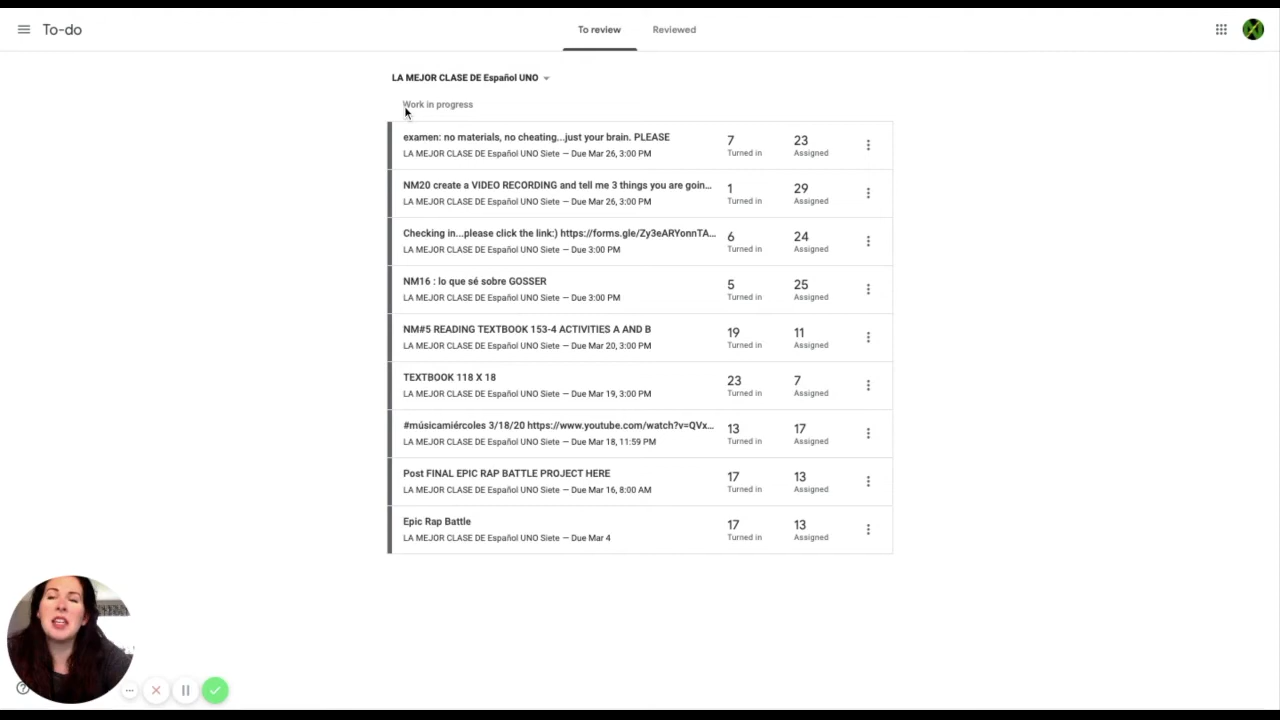 To-do
To review
Reviewed
LA MEJOR CLASE DE Español UNO
Work in progress
examen: no materials, no cheating...just your brain. PLEASE
LA MEJOR CLASE DE Español UNO Siete — Due Mar 26, 3:00 PM
7
Turned in
23
Assigned
NM20 create a VIDEO RECORDING and tell me 3 things you are goin...
LA MEJOR CLASE DE Español UNO Siete — Due Mar 26, 3:00 PM
1
Turned in
29
Assigned
Checking in...please click the link:) https://forms.gle/Zy3eARYonnTA...
LA MEJOR CLASE DE Español UNO Siete — Due 3:00 PM
6
Turned in
24
Assigned
NM16 : lo que sé sobre GOSSER
LA MEJOR CLASE DE Español UNO Siete — Due 3:00 PM
5
Turned in
25
Assigned
NM#5 READING TEXTBOOK 153-4 ACTIVITIES A AND B
LA MEJOR CLASE DE Español UNO Siete — Due Mar 20, 3:00 PM
19
Turned in
11
Assigned
TEXTBOOK 118 X 18
LA MEJOR CLASE DE Español UNO Siete — Due Mar 19, 3:00 PM
23
Turned in
7
Assigned
#músicamiércoles 3/18/20 https://www.youtube.com/watch?v=QVx...
LA MEJOR CLASE DE Español UNO Siete — Due Mar 18, 11:59 PM
13
Turned in
17
Assigned
Post FINAL EPIC RAP BATTLE PROJECT HERE
LA MEJOR CLASE DE Español UNO Siete — Due Mar 16, 8:00 AM
17
Turned in
13
Assigned
Epic Rap Battle
LA MEJOR CLASE DE Español UNO Siete — Due Mar 4
17
Turned in
13
Assigned